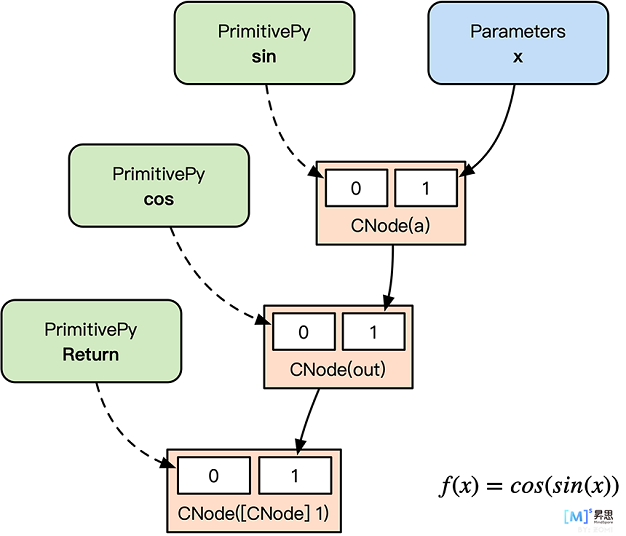 PrimitivePy
sin
Parameters
x
PrimitivePy
cos
0
1
CNode(a)
PrimitivePy
Return
0
1
CNode(out)
0
1
CNode([CNode] 1)
f(x) = cos(sin(x))
[M]ˢ 昇思
MindSpore